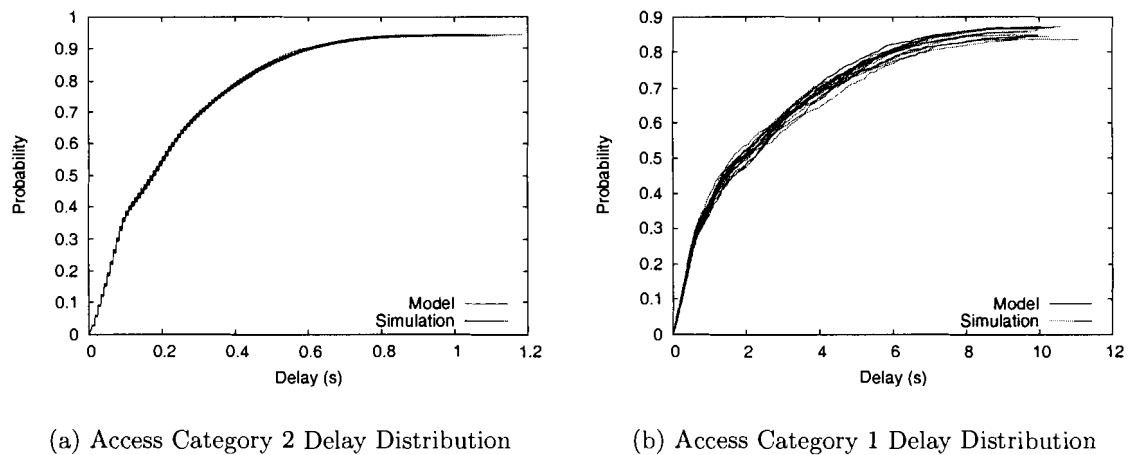 1
0.9
0.8
0.7
0.6
0.5
0.4
0.3
0.2
0.1
0
Probability
Model
Simulation
0 0.2 0.4 0.6 0.8 1 1.2
Delay (s)
(a) Access Category 2 Delay Distribution
0.9
0.8
0.7
0.6
0.5
0.4
0.3
0.2
0.1
0
Probability
Model
Simulation
0 2 4 6 8 10 12
Delay (s)
(b) Access Category 1 Delay Distribution